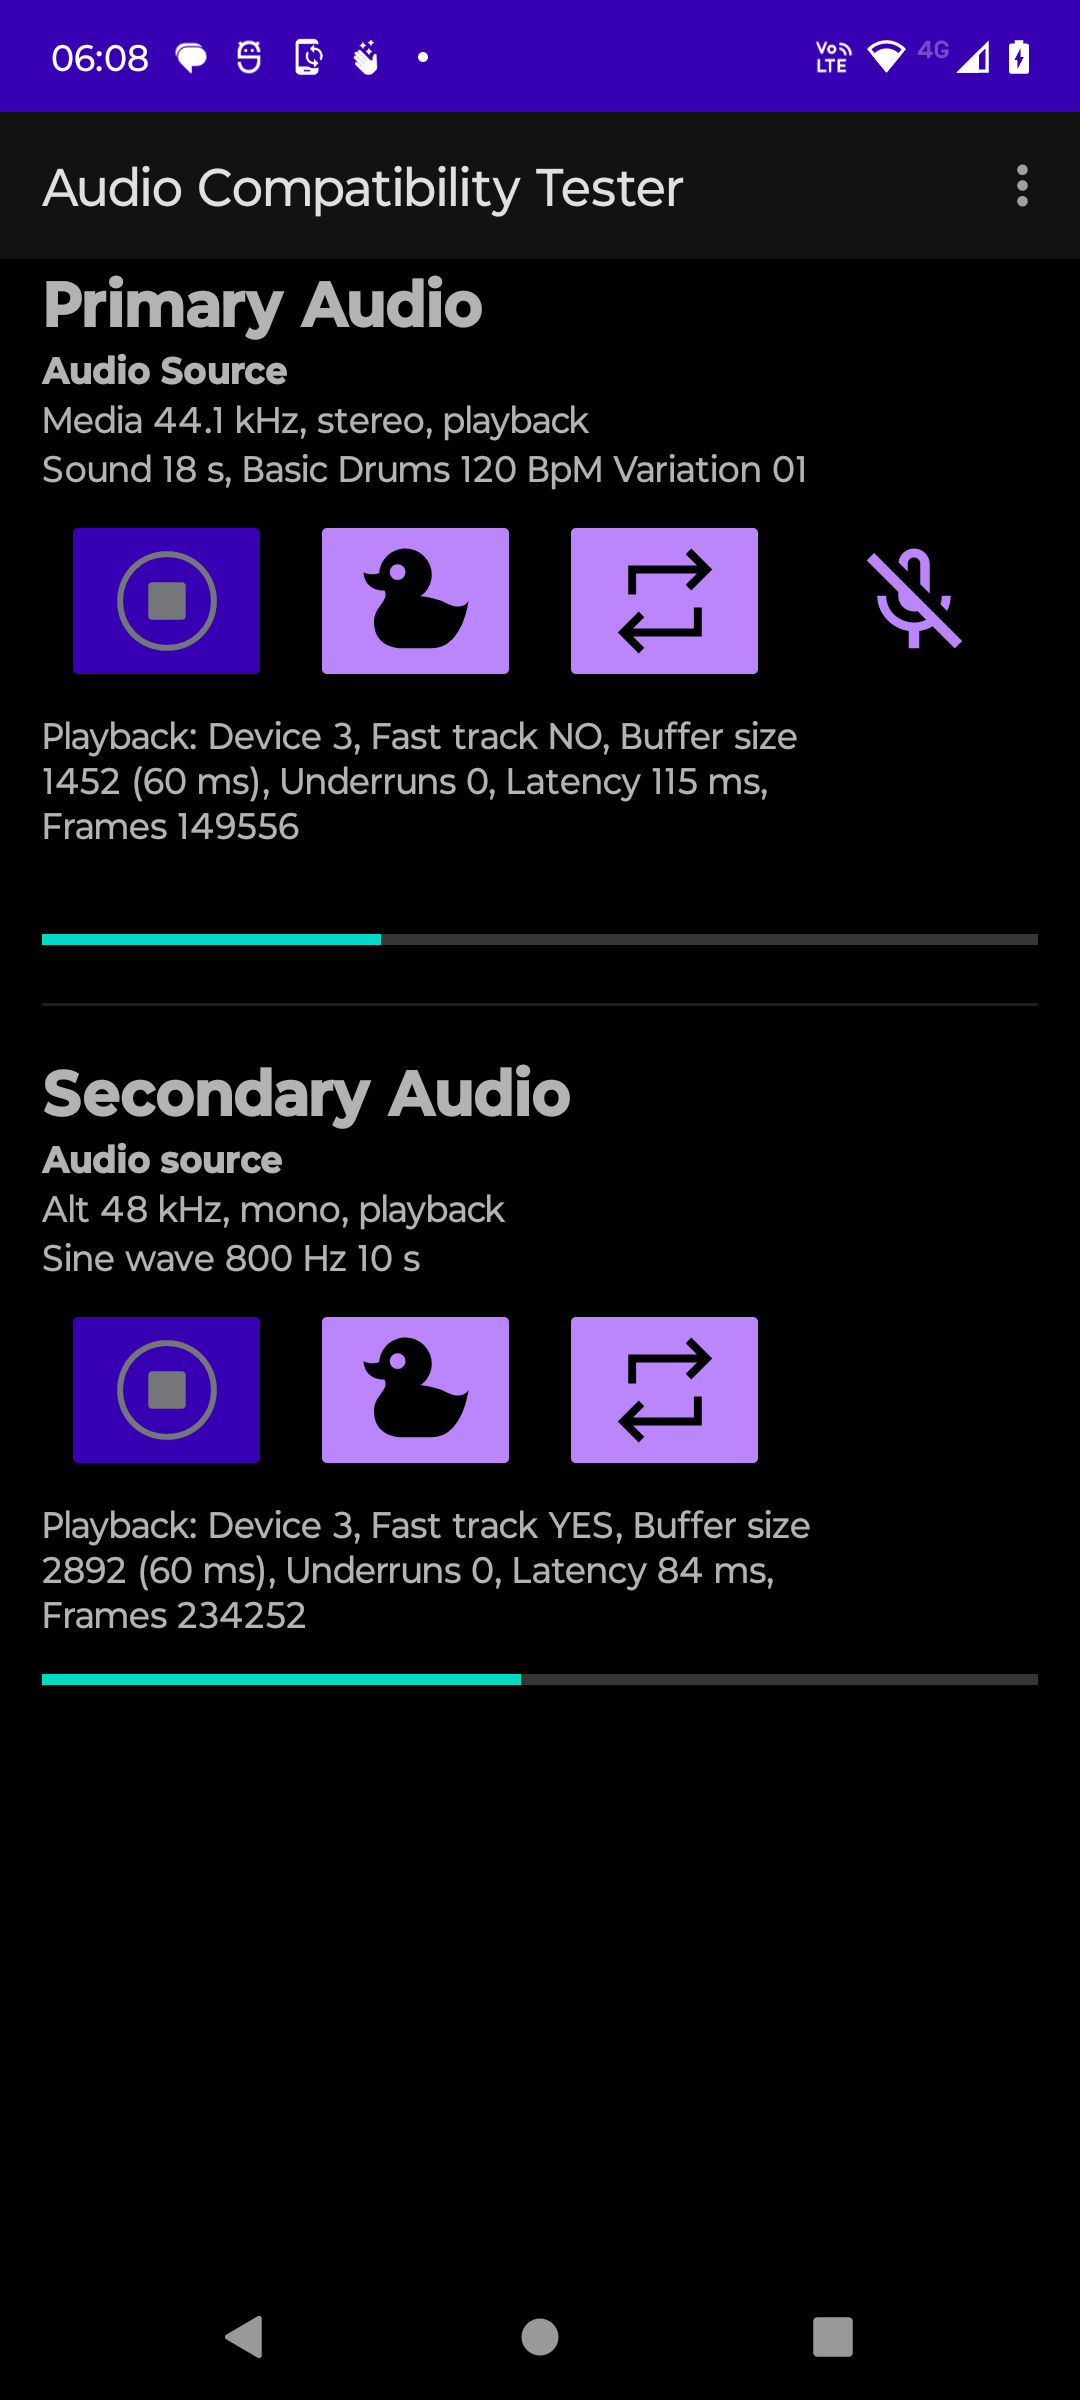 06:08
Vo LTE
4G
Audio Compatibility Tester
Primary Audio
Audio Source
Media 44.1 kHz, stereo, playback
Sound 18 s, Basic Drums 120 BpM Variation 01
Playback: Device 3, Fast track NO, Buffer size
1452 (60 ms), Underruns 0, Latency 115 ms,
Frames 149556
Secondary Audio
Audio source
Alt 48 kHz, mono, playback
Sine wave 800 Hz 10 s
Playback: Device 3, Fast track YES, Buffer size
2892 (60 ms), Underruns 0, Latency 84 ms,
Frames 234252